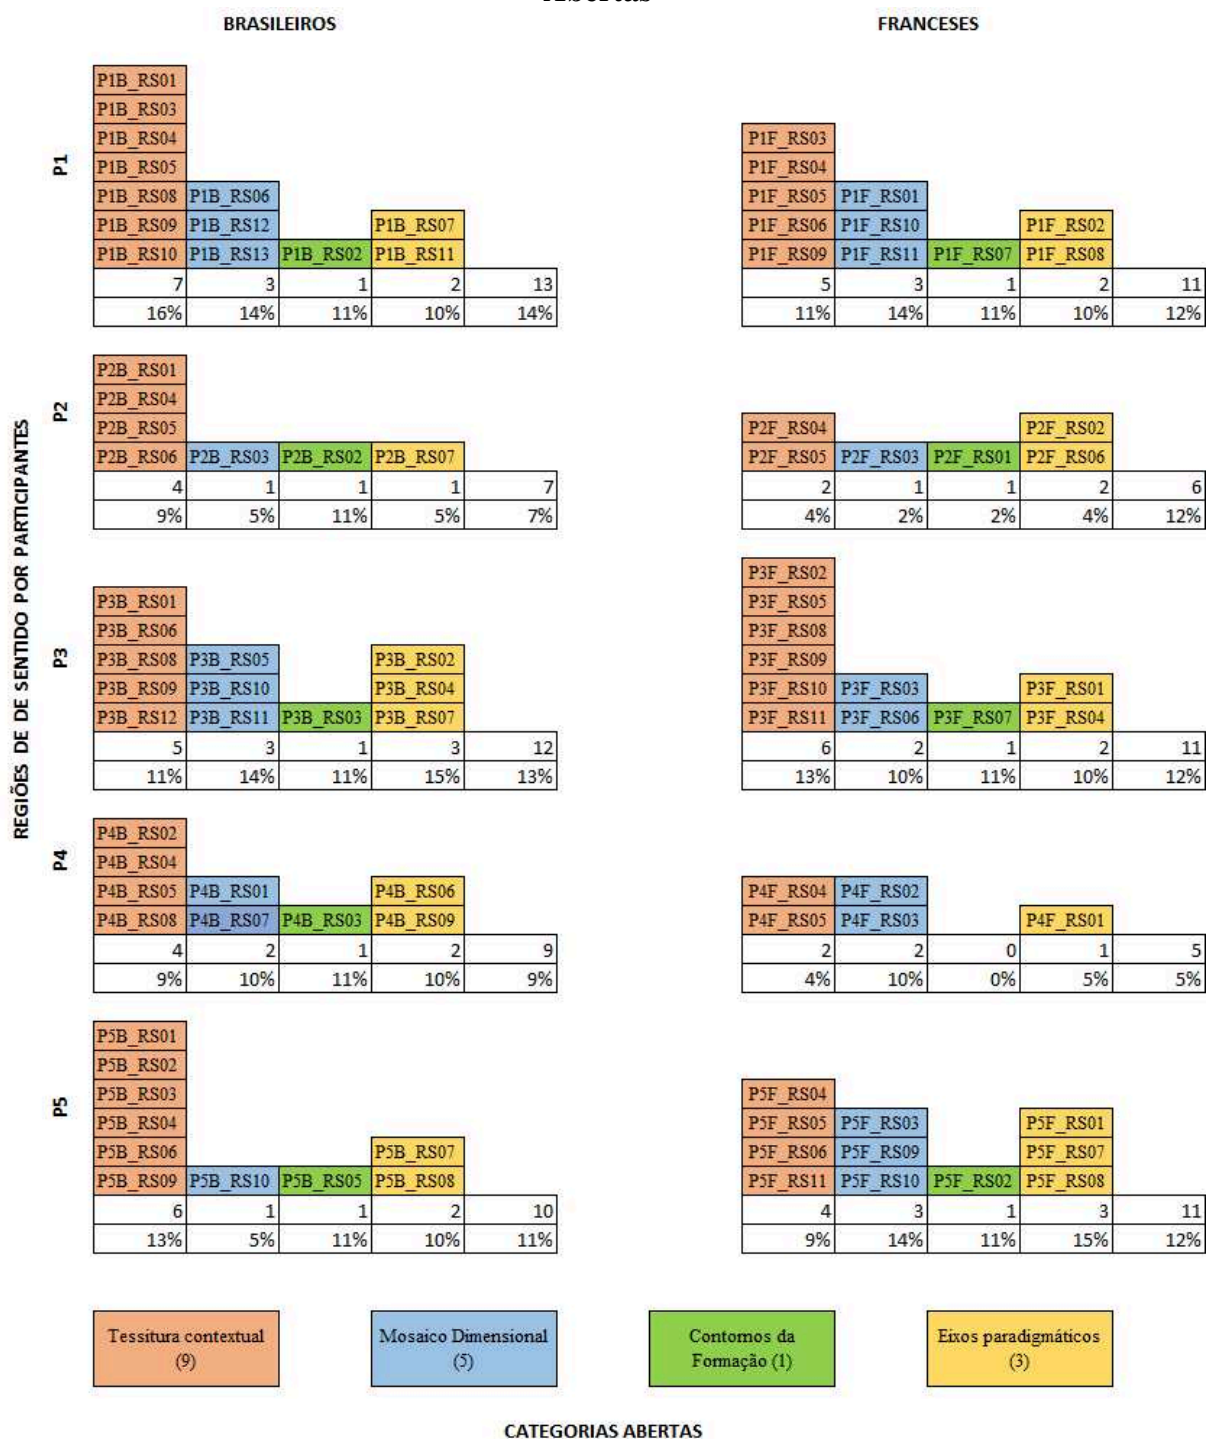 BRASILEIROS FRANCESES
P1
P1B_RS01
P1B_RS03
P1B_RS04 P1F_RS03
P1B_RS05 P1F_RS04
P1B_RS08 P1B_RS06 P1F_RS05 P1F_RS01
P1B_RS09 P1B_RS12 P1B_RS07 P1F_RS06 P1F_RS10 P1F_RS02
P1B_RS10 P1B_RS13 P1B_RS02 P1B_RS11 P1F_RS09 P1F_RS11 P1F_RS07 P1F_RS08
7 3 1 2 13 5 3 1 2 11
16% 14% 11% 10% 14% 11% 14% 11% 10% 12%
P2
P2B_RS01
P2B_RS04
P2B_RS05 P2F_RS04 P2F_RS02
P2B_RS06 P2B_RS03 P2B_RS02 P2B_RS07 P2F_RS05 P2F_RS03 P2F_RS01 P2F_RS06
4 1 1 1 7 2 1 1 2 6
9% 5% 11% 5% 7% 4% 2% 2% 4% 12%
REGIÕES DE DE SENTIDO POR PARTICIPANTES
P3
P3F_RS02
P3B_RS01 P3F_RS05
P3B_RS06 P3F_RS08
P3B_RS08 P3B_RS05 P3B_RS02 P3F_RS09
P3B_RS09 P3B_RS10 P3B_RS04 P3F_RS10 P3F_RS03 P3F_RS01
P3B_RS12 P3B_RS11 P3B_RS03 P3B_RS07 P3F_RS11 P3F_RS06 P3F_RS07 P3F_RS04
5 3 1 3 12 6 2 1 2 11
11% 14% 11% 15% 13% 13% 10% 11% 10% 12%
P4
P4B_RS02
P4B_RS04
P4B_RS05 P4B_RS01 P4B_RS06 P4F_RS04 P4F_RS02
P4B_RS08 P4B_RS07 P4B_RS03 P4B_RS09 P4F_RS05 P4F_RS03 P4F_RS01
4 2 1 2 9 2 2 0 1 5
9% 10% 11% 10% 9% 4% 10% 0% 5% 5%
P5
P5B_RS01
P5B_RS02
P5B_RS03 P5F_RS04
P5B_RS04 P5F_RS05 P5F_RS03 P5F_RS01
P5B_RS06 P5B_RS07 P5F_RS06 P5F_RS09 P5F_RS07
P5B_RS09 P5B_RS10 P5B_RS05 P5B_RS08 P5F_RS11 P5F_RS10 P5F_RS02 P5F_RS08
6 1 1 2 10 4 3 1 3 11
13% 5% 11% 10% 11% 9% 14% 11% 15% 12%
Tessitura contextual Mosaico Dimensional Contornos da Eixos paradigmáticos
(9) (5) Formação (1) (3)
CATEGORIAS ABERTAS